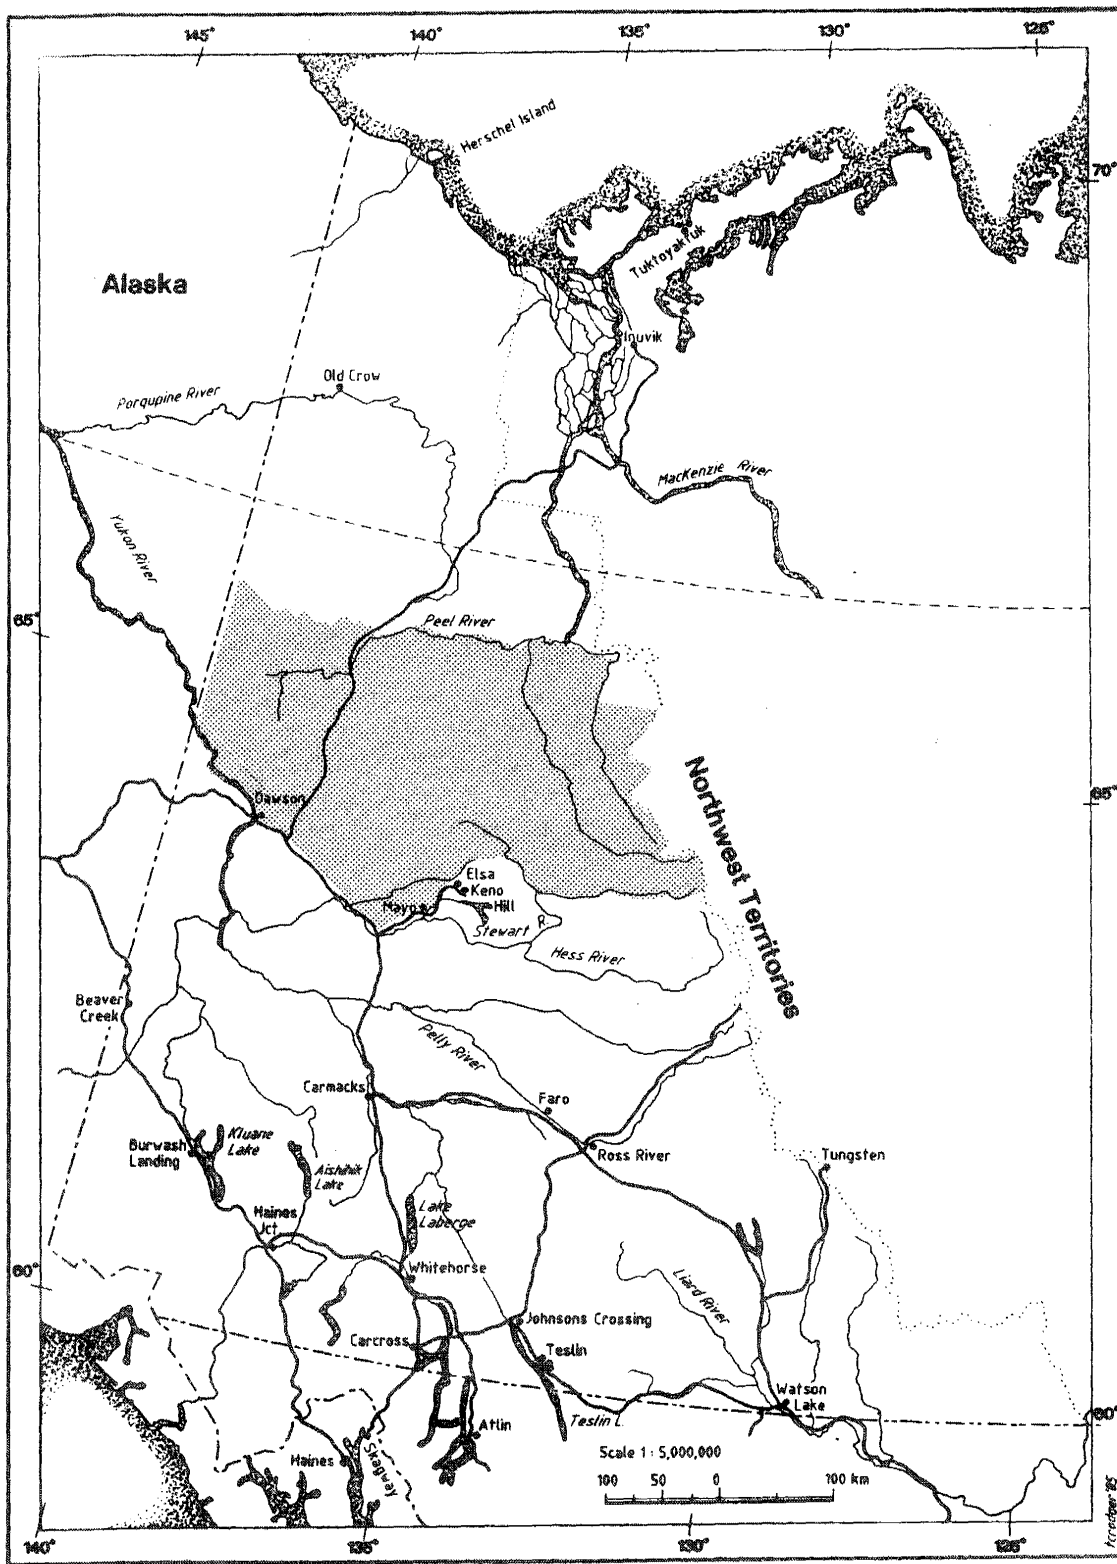 145°
140°
135°
130°
125°
Herschel Island
70°
Tuktoyaktuk
Alaska
Inuvik
Old Crow
Porqupine River
MacKenzie River
Yukon River
65°
Peel River
Northwest Territories
65°
Dawson
Elsa
Keno
Hill
Mayo
Stewart R.
Hess River
Beaver
Creek
Pelly River
Carmacks
Faro
Ross River
Burwash
Landing
Kluane
Lake
Aishihik
Lake
Tungsten
Haines
Jct
Lake
Laberge
Whitehorse
60°
Liard River
Johnsons Crossing
Carcross
Teslin
Watson
Lake
60°
Teslin L.
Atlin
Haines
Skagway
Scale 1 : 5,000,000
100 50 0 100 km
140°
135°
130°
125°